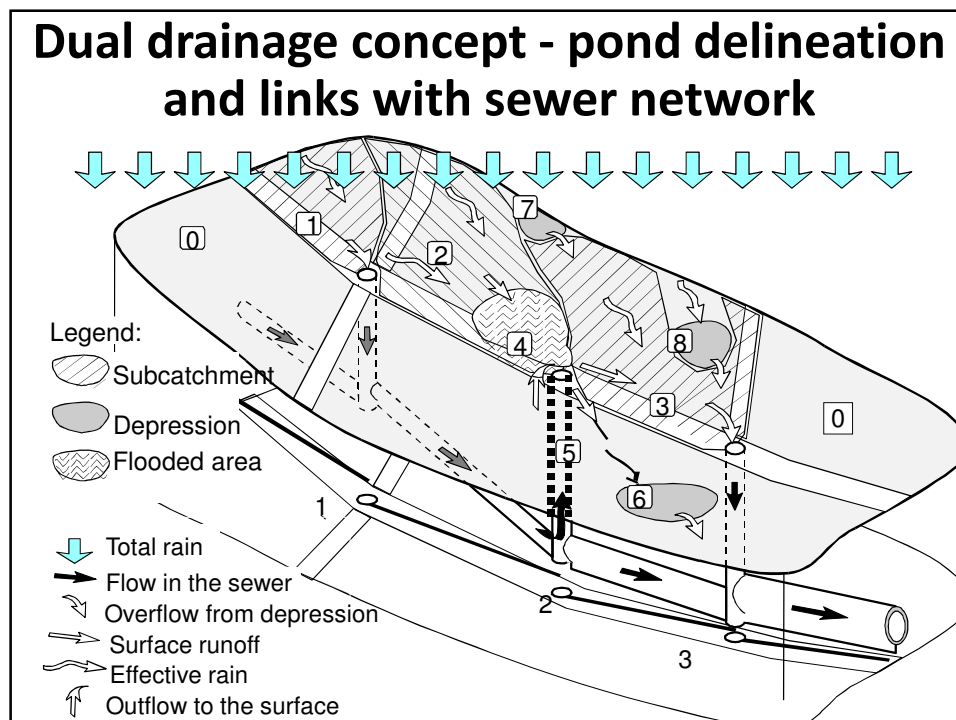 Dual drainage concept - pond delineation
and links with sewer network
7
1
0
2
4
8
3
0
5
6
Legend:
Subcatchment
Depression
Flooded area
1
2
3
Total rain
Flow in the sewer
Overflow from depression
Surface runoff
Effective rain
Outflow to the surface